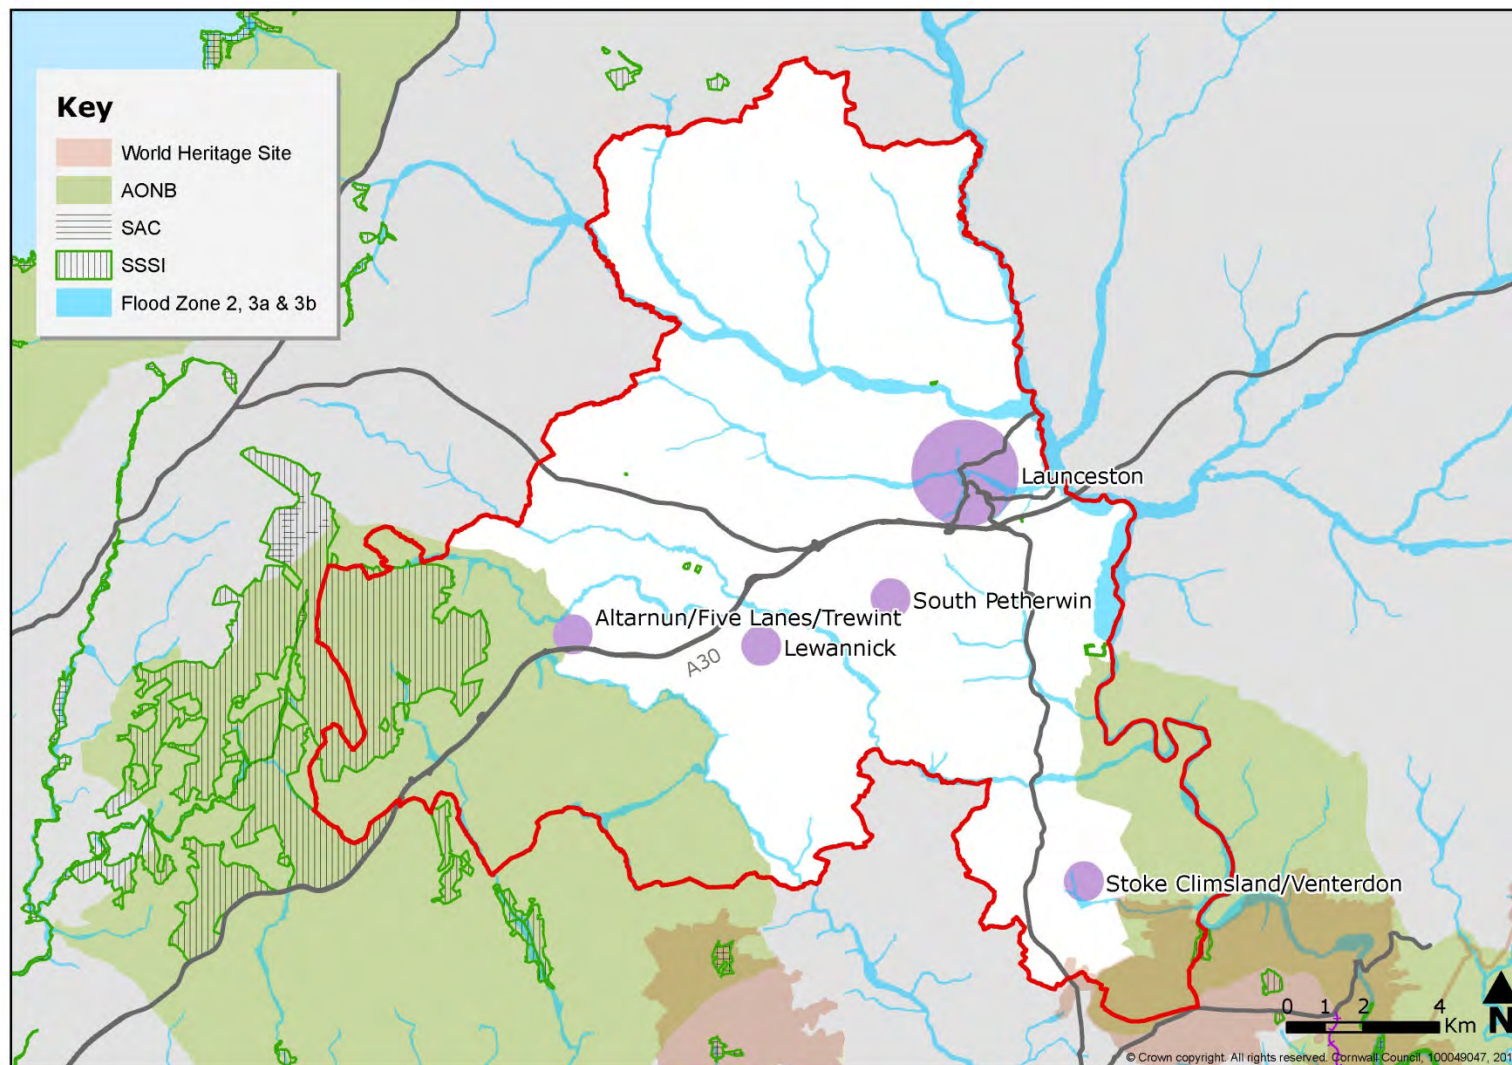 Key
World Heritage Site
AONB
SAC
SSSI
Flood Zone 2, 3a & 3b
Launceston
South Petherwin
Altarnun/Five Lanes/Trewint
Lewannick
A30
Stoke Climsland/Venterdon
0 1 2 4
Km
N
© Crown copyright. All rights reserved. Cornwall Council, 100049047, 201